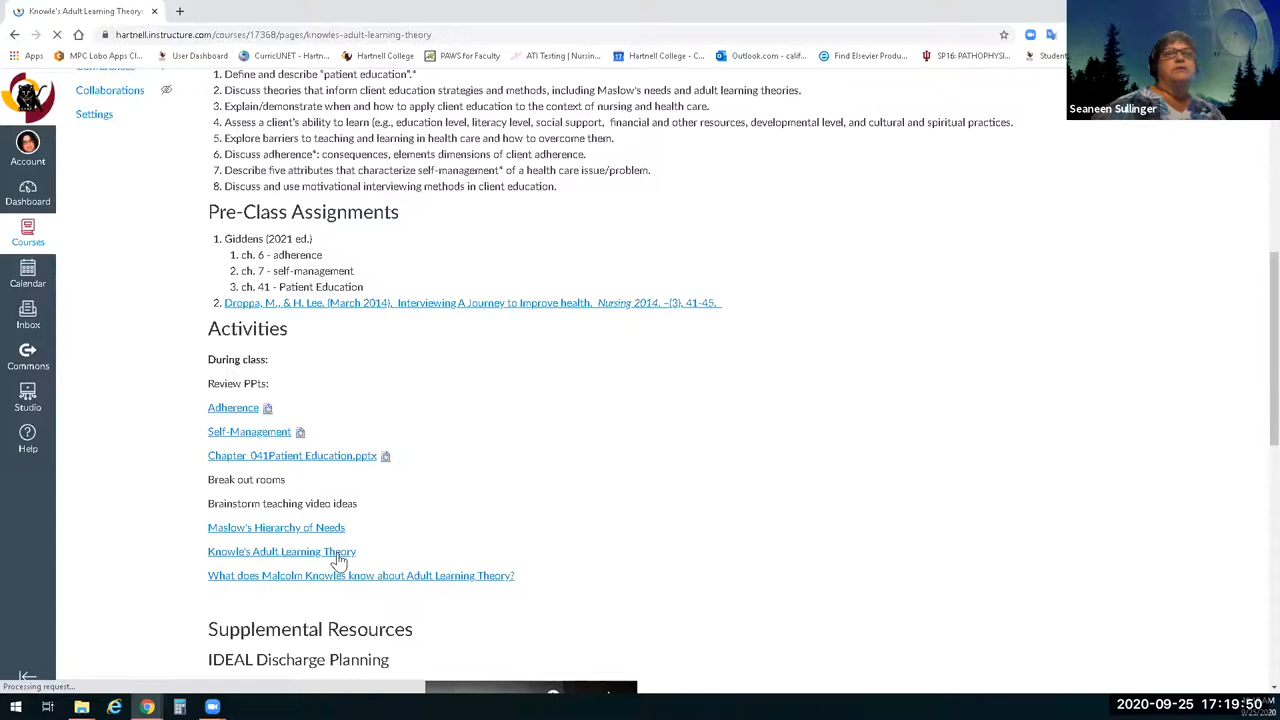 Knowle's Adult Learning Theory:
hartnell.instructure.com/courses/17368/pages/knowles-adult-learning-theory
Apps MPC Lobo Apps Cl... User Dashboard CurricUNET - Hartn... Hartnell College PAWS for Faculty ATI Testing | Nursin... Hartnell College - C... Outlook.com - calif... Find Elsevier Produ... SP16: PATHOPHYSI... Student
Seaneen Sullinger
Collaborations
Settings
Account
Dashboard
Courses
Calendar
Inbox
Commons
Studio
Help
1. Define and describe "patient education".*
2. Discuss theories that inform client education strategies and methods, including Maslow's needs and adult learning theories.
3. Explain/demonstrate when and how to apply client education to the context of nursing and health care.
4. Assess a client's ability to learn (e.g., education level, literacy level, social support, financial and other resources, developmental level, and cultural and spiritual practices.
5. Explore barriers to teaching and learning in health care and how to overcome them.
6. Discuss adherence*: consequences, elements dimensions of client adherence.
7. Describe five attributes that characterize self-management* of a health care issue/problem.
8. Discuss and use motivational interviewing methods in client education.
Pre-Class Assignments
1. Giddens (2021 ed.)
1. ch. 6 - adherence
2. ch. 7 - self-management
3. ch. 41 - Patient Education
2. Droppa, M., & H. Lee. (March 2014). Interviewing A Journey to Improve health. Nursing 2014, –(3), 41-45.
Activities
During class:
Review PPts:
Adherence
Self-Management
Chapter_041Patient Education.pptx
Break out rooms
Brainstorm teaching video ideas
Maslow's Hierarchy of Needs
Knowle's Adult Learning Theory
What does Malcolm Knowles know about Adult Learning Theory?
Supplemental Resources
IDEAL Discharge Planning
Processing request...
2020-09-25 17:19:50